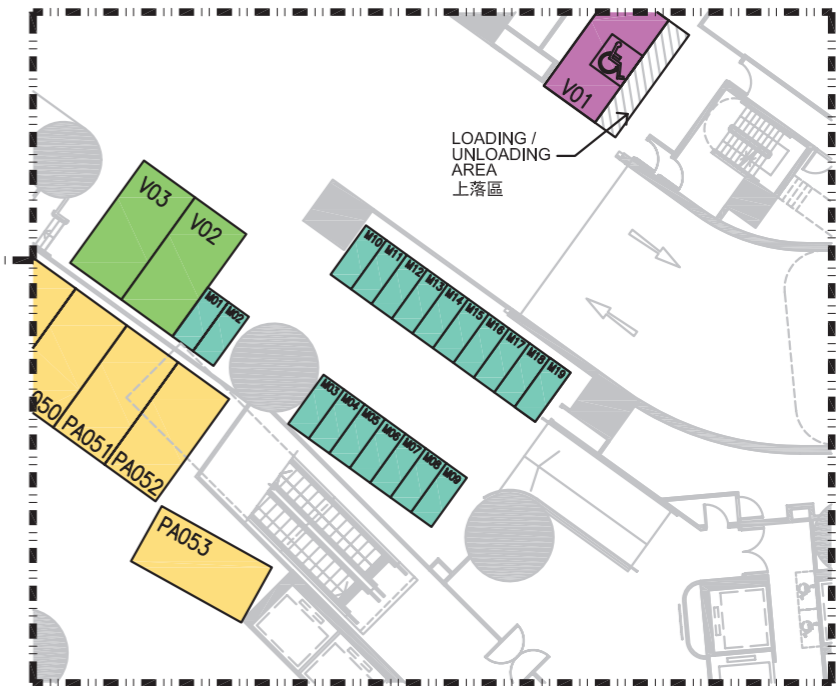 V01
LOADING /
UNLOADING
AREA
上落區
V03
V02
M01
M02
M10
M11
M12
M13
M14
M15
M16
M17
M18
M19
M03
M04
M05
M06
M07
M08
M09
050
PA051
PA052
PA053